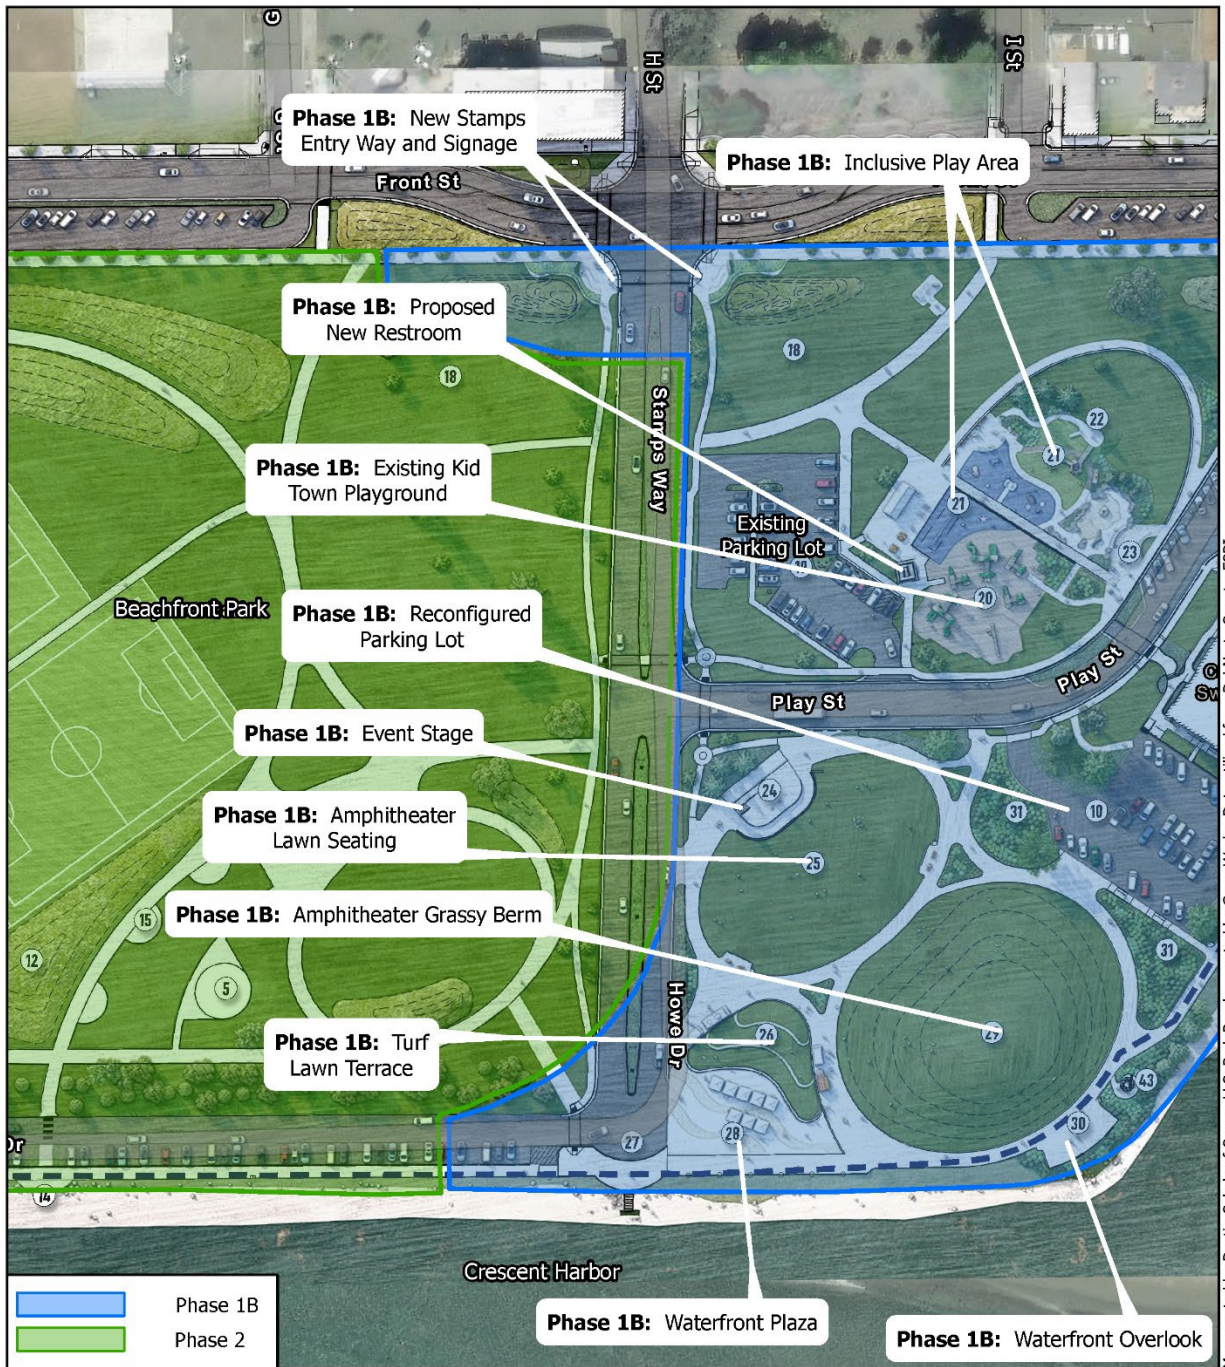 G
H St
I St
Phase 1B: New Stamps
Entry Way and Signage
Phase 1B: Inclusive Play Area
Front St
Phase 1B: Proposed
New Restroom
18
18
Stamps Way
22
21
Phase 1B: Existing Kid
Town Playground
21
Existing
Parking Lot
19
23
20
Beachfront Park
Phase 1B: Reconfigured
Parking Lot
Play St
Play St
Phase 1B: Event Stage
24
31
10
Phase 1B: Amphitheater
Lawn Seating
25
Phase 1B: Amphitheater Grassy Berm
15
12
5
31
Howe Dr
Phase 1B: Turf
Lawn Terrace
26
29
43
30
Dr
27
28
14
Crescent Harbor
Phase 1B
Phase 2
Phase 1B: Waterfront Plaza
Phase 1B: Waterfront Overlook